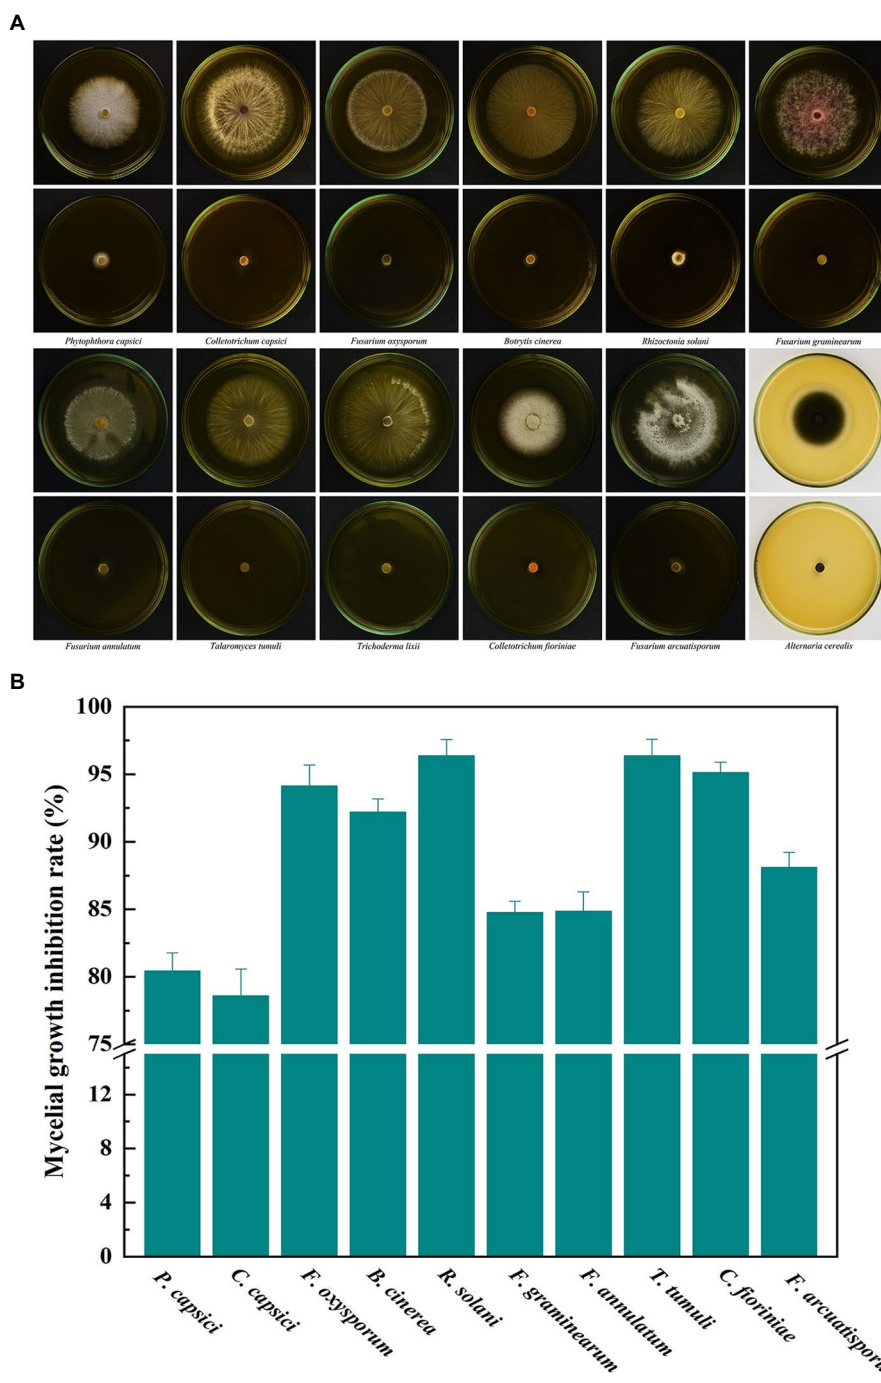 A
Phytophthora capsici Colletotrichum capsici Fusarium oxysporum Botrytis cinerea Rhizoctonia solani Fusarium graminearum
Fusarium annulatum Talaromyces tumuli Trichoderma lixii Colletotrichum fioriniae Fusarium arcuatisporum Alternaria cerealis
B
Mycelial growth inhibition rate (%)
100
95
90
85
80
75
12
8
4
0
P. capsici
C. capsici
F. oxysporum
B. cinerea
R. solani
F. graminearum
F. annulatum
T. tumuli
C. fioriniae